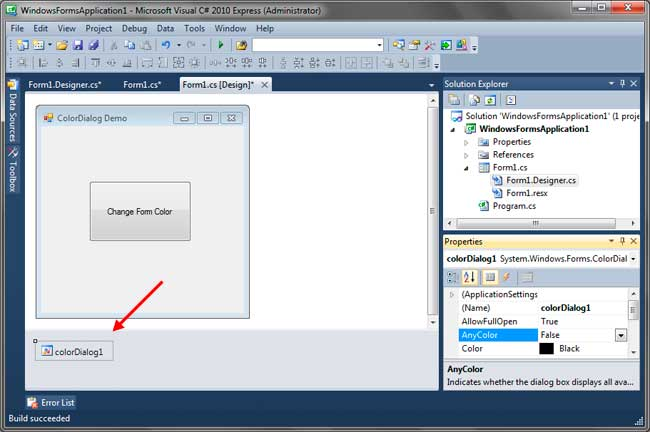 WindowsFormsApplication1 - Microsoft Visual C# 2010 Express (Administrator)
File Edit View Project Debug Data Format Tools Window Help
Form1.Designer.cs* Form1.cs* Form1.cs [Design]*
Data Sources
Toolbox
ColorDialog Demo
Change Form Color
colorDialog1
Solution Explorer
Solution 'WindowsFormsApplication1' (1 proje
WindowsFormsApplication1
Properties
References
Form1.cs
Form1.Designer.cs
Form1.resx
Program.cs
Properties
colorDialog1 System.Windows.Forms.ColorDial
(ApplicationSettings
(Name) colorDialog1
AllowFullOpen True
AnyColor False
Color Black
AnyColor
Indicates whether the dialog box displays all ava...
Error List
Build succeeded